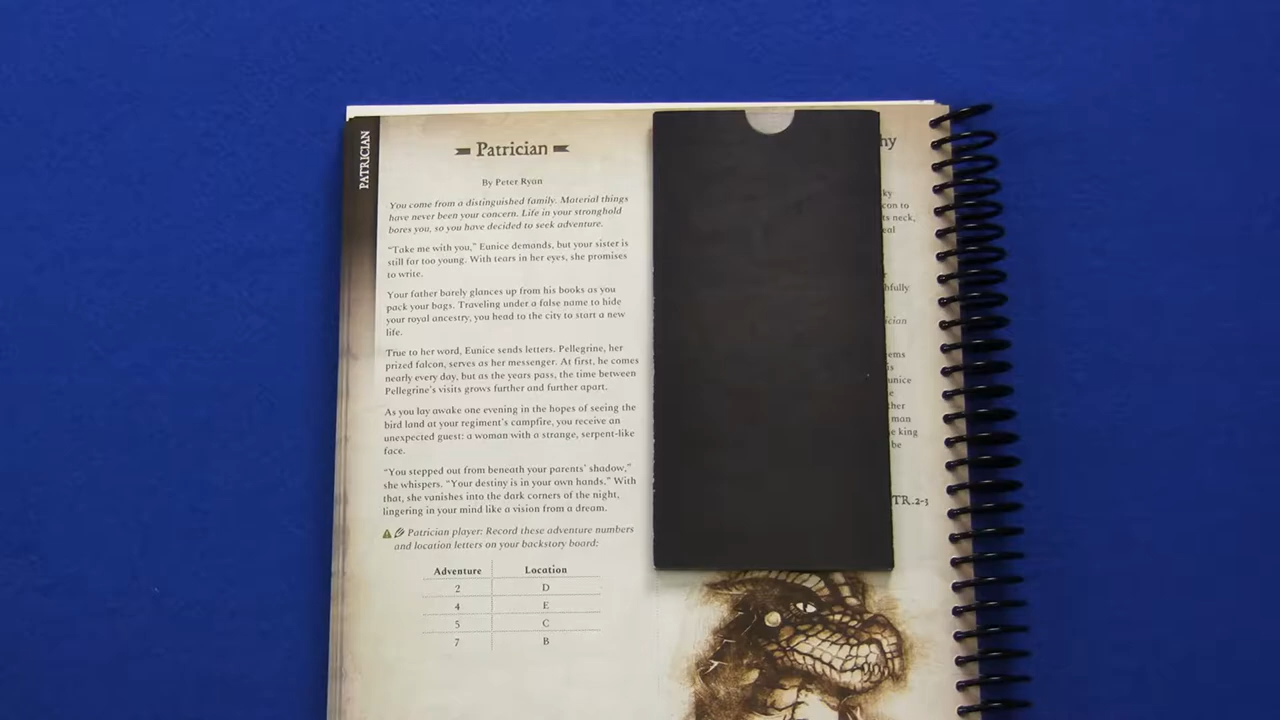 PATRICIAN
Patrician
By Peter Ryan
You come from a distinguished family. Material things
have never been your concern. Life in your stronghold
bores you, so you have decided to seek adventure.
“Take me with you,” Eunice demands, but your sister is
still far too young. With tears in her eyes, she promises
to write.
Your father barely glances up from his books as you
pack your bags. Traveling under a false name to hide
your royal ancestry, you head to the city to start a new
life.
True to her word, Eunice sends letters. Pellegrine, her
prized falcon, serves as her messenger. At first, he comes
nearly every day, but as the years pass, the time between
Pellegrine’s visits grows further and further apart.
As you lay awake one evening in the hopes of seeing the
bird land at your regiment’s campfire, you receive an
unexpected guest: a woman with a strange, serpent-like
face.
“You stepped out from beneath your parents’ shadow,”
she whispers. “Your destiny is in your own hands.” With
that, she vanishes into the dark corners of the night,
lingering in your mind like a vision from a dream.
Patrician player: Record these adventure numbers
and location letters on your backstory board:
Adventure Location
2 D
4 E
5 C
7 B
hy
ky
can to
ts neck,
eal
hfully
ician
ems
is
unice
e
her
man
e king
be
TR.2-3